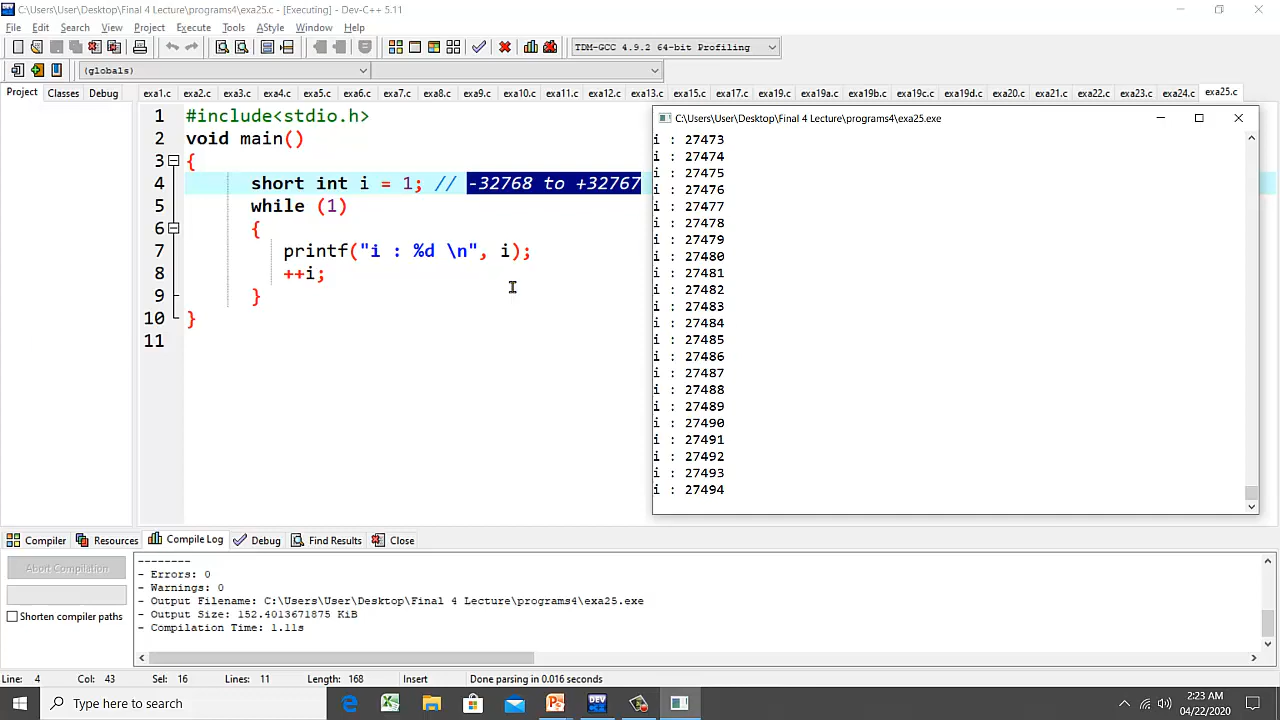 C:\Users\User\Desktop\Final 4 Lecture\programs4\exa25.c - [Executing] - Dev-C++ 5.11
File Edit Search View Project Execute Tools AStyle Window Help
TDM-GCC 4.9.2 64-bit Profiling
(globals)
Project Classes Debug
exa1.c exa2.c exa3.c exa4.c exa5.c exa6.c exa7.c exa8.c exa9.c exa10.c exa11.c exa12.c exa13.c exa15.c exa17.c exa19.c exa19a.c exa19b.c exa19c.c exa19d.c exa20.c exa21.c exa22.c exa23.c exa24.c exa25.c
1 #include<stdio.h>
2 void main()
3 {
4 short int i = 1; // -32768 to +32767
5 while (1)
6 {
7 printf("i : %d \n", i);
8 ++i;
9 }
10 }
11
C:\Users\User\Desktop\Final 4 Lecture\programs4\exa25.exe
i : 27473
i : 27474
i : 27475
i : 27476
i : 27477
i : 27478
i : 27479
i : 27480
i : 27481
i : 27482
i : 27483
i : 27484
i : 27485
i : 27486
i : 27487
i : 27488
i : 27489
i : 27490
i : 27491
i : 27492
i : 27493
i : 27494
Compiler Resources Compile Log Debug Find Results Close
Abort Compilation
Shorten compiler paths
--------
- Errors: 0
- Warnings: 0
- Output Filename: C:\Users\User\Desktop\Final 4 Lecture\programs4\exa25.exe
- Output Size: 152.4013671875 KiB
- Compilation Time: 1.11s
Line: 4 Col: 43 Sel: 16 Lines: 11 Length: 168 Insert Done parsing in 0.016 seconds
Type here to search
2:23 AM
04/22/2020